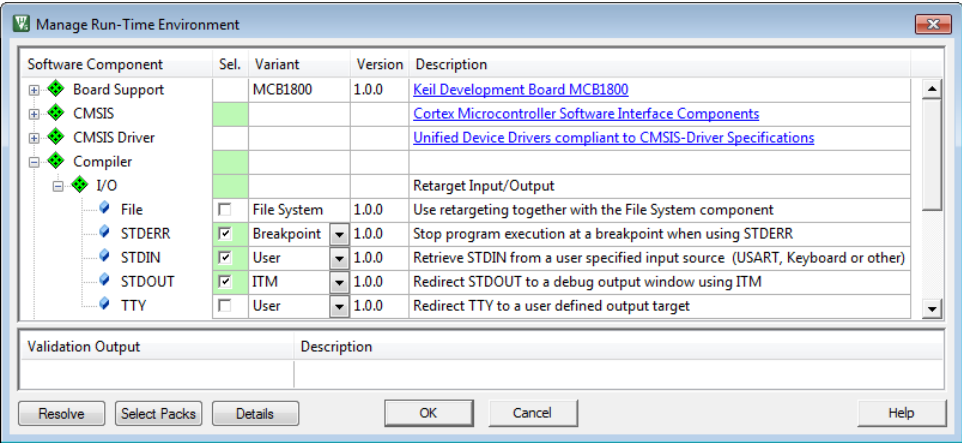 Manage Run-Time Environment
Software Component Sel. Variant Version Description
Board Support MCB1800 1.0.0 Keil Development Board MCB1800
CMSIS Cortex Microcontroller Software Interface Components
CMSIS Driver Unified Device Drivers compliant to CMSIS-Driver Specifications
Compiler
I/O Retarget Input/Output
File File System 1.0.0 Use retargeting together with the File System component
STDERR Breakpoint 1.0.0 Stop program execution at a breakpoint when using STDERR
STDIN User 1.0.0 Retrieve STDIN from a user specified input source (USART, Keyboard or other)
STDOUT ITM 1.0.0 Redirect STDOUT to a debug output window using ITM
TTY User 1.0.0 Redirect TTY to a user defined output target
Validation Output Description
Resolve Select Packs Details OK Cancel Help